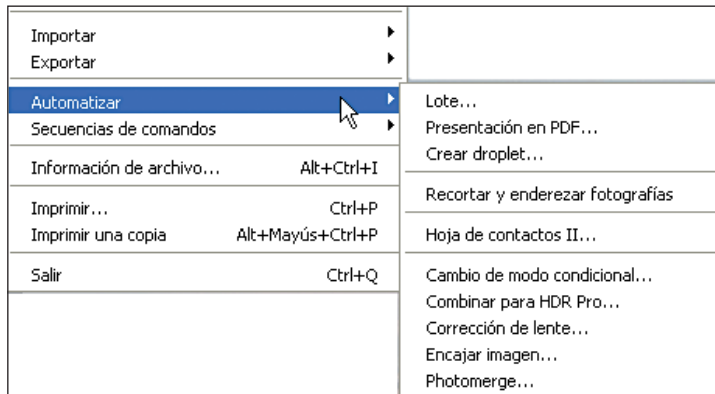 Importar
Exportar
Automatizar
Secuencias de comandos
Información de archivo... Alt+Ctrl+I
Imprimir... Ctrl+P
Imprimir una copia Alt+Mayús+Ctrl+P
Salir Ctrl+Q
Lote...
Presentación en PDF...
Crear droplet...
Recortar y enderezar fotografías
Hoja de contactos II...
Cambio de modo condicional...
Combinar para HDR Pro...
Corrección de lente...
Encajar imagen...
Photomerge...